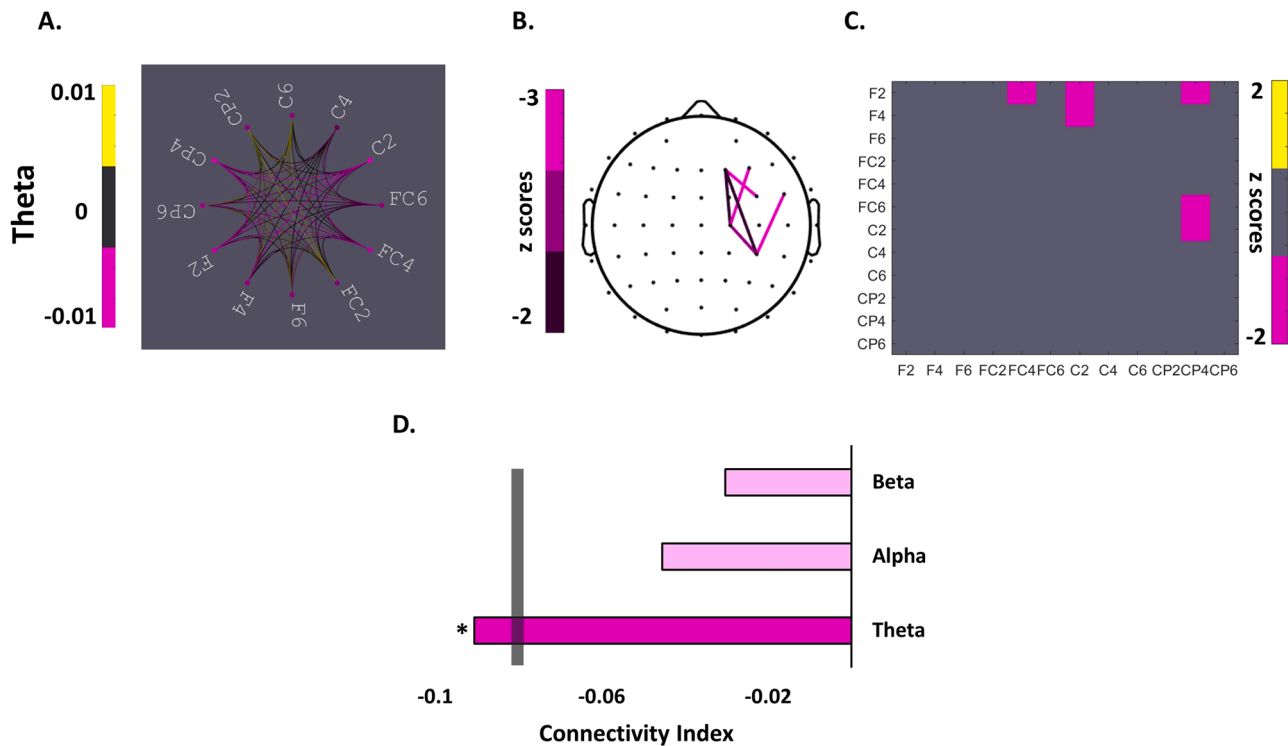 A.
B.
C.
0.01
0
-0.01
Theta
C6
C4
C2
FC6
FC4
FC2
F6
F4
F2
CP6
CP4
CP2
-3
z scores
-2
F2
F4
F6
FC2
FC4
FC6
C2
C4
C6
CP2
CP4
CP6
F2 F4 F6 FC2 FC4 FC6 C2 C4 C6 CP2 CP4 CP6
2
z scores
-2
D.
Beta
Alpha
* Theta
-0.1 -0.06 -0.02
Connectivity Index